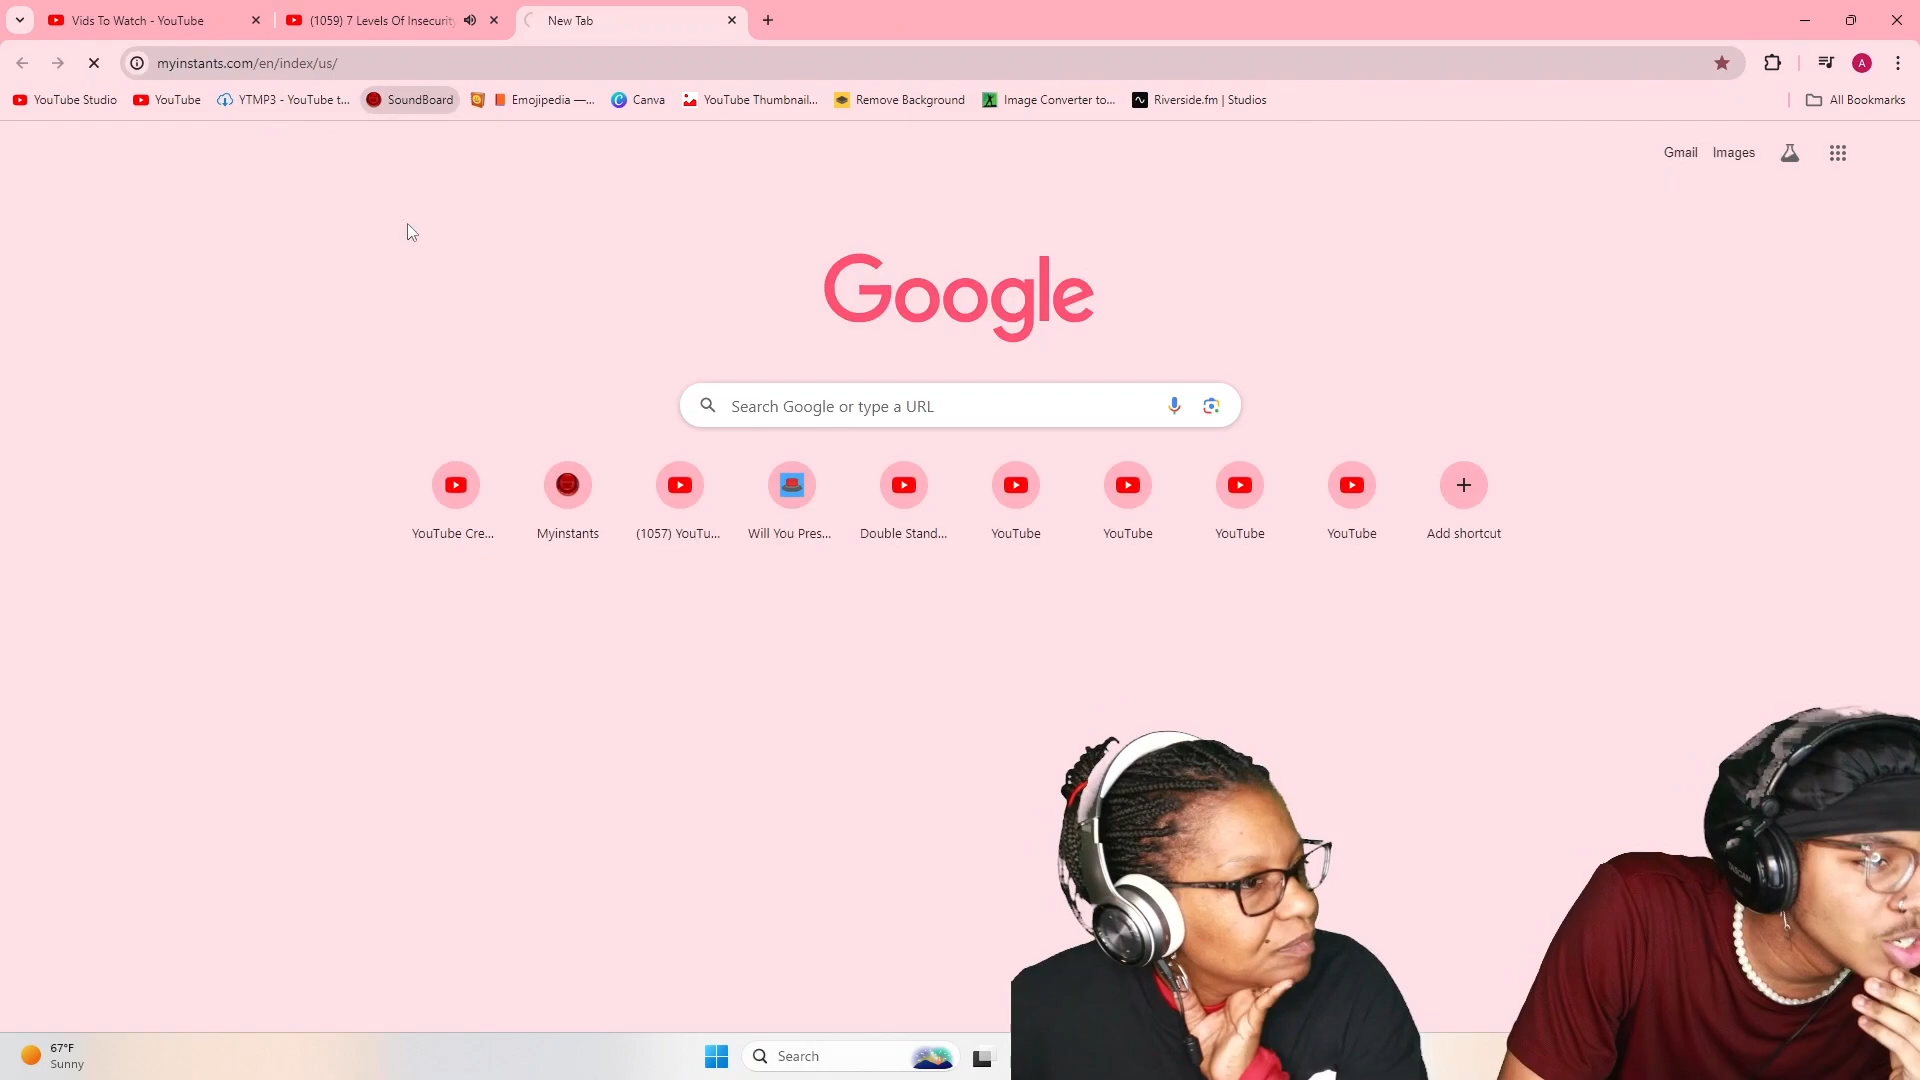 Vids To Watch - YouTube
(1059) 7 Levels Of Insecurity
New Tab
myinstants.com/en/index/us/
A
YouTube Studio
YouTube
YTMP3 - YouTube t...
SoundBoard
Emojipedia —...
Canva
YouTube Thumbnail...
Remove Background
Image Converter to...
Riverside.fm | Studios
All Bookmarks
Gmail
Images
Google
Search Google or type a URL
YouTube Cre...
Myinstants
(1057) YouTu...
Will You Pres...
Double Stand...
YouTube
YouTube
YouTube
YouTube
Add shortcut
67°F
Sunny
Search